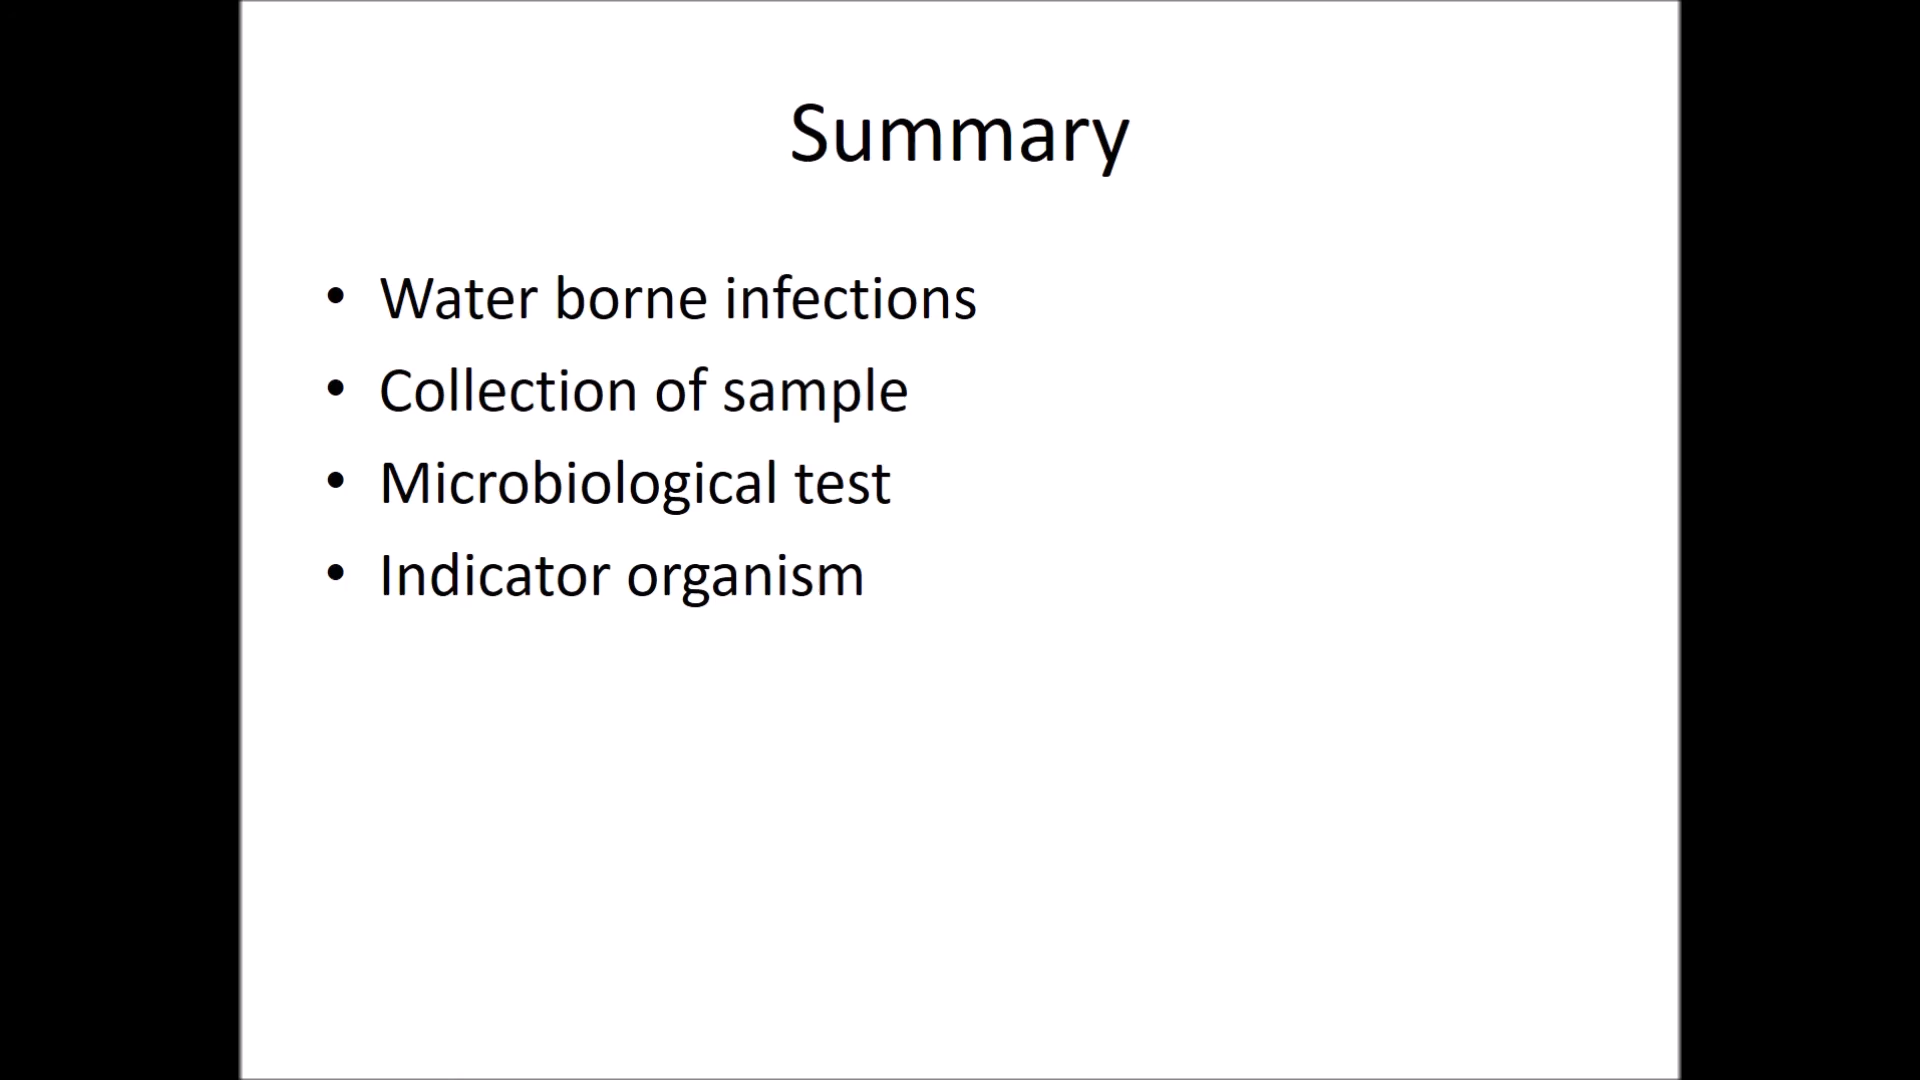 Summary
• Water borne infections
• Collection of sample
• Microbiological test
• Indicator organism